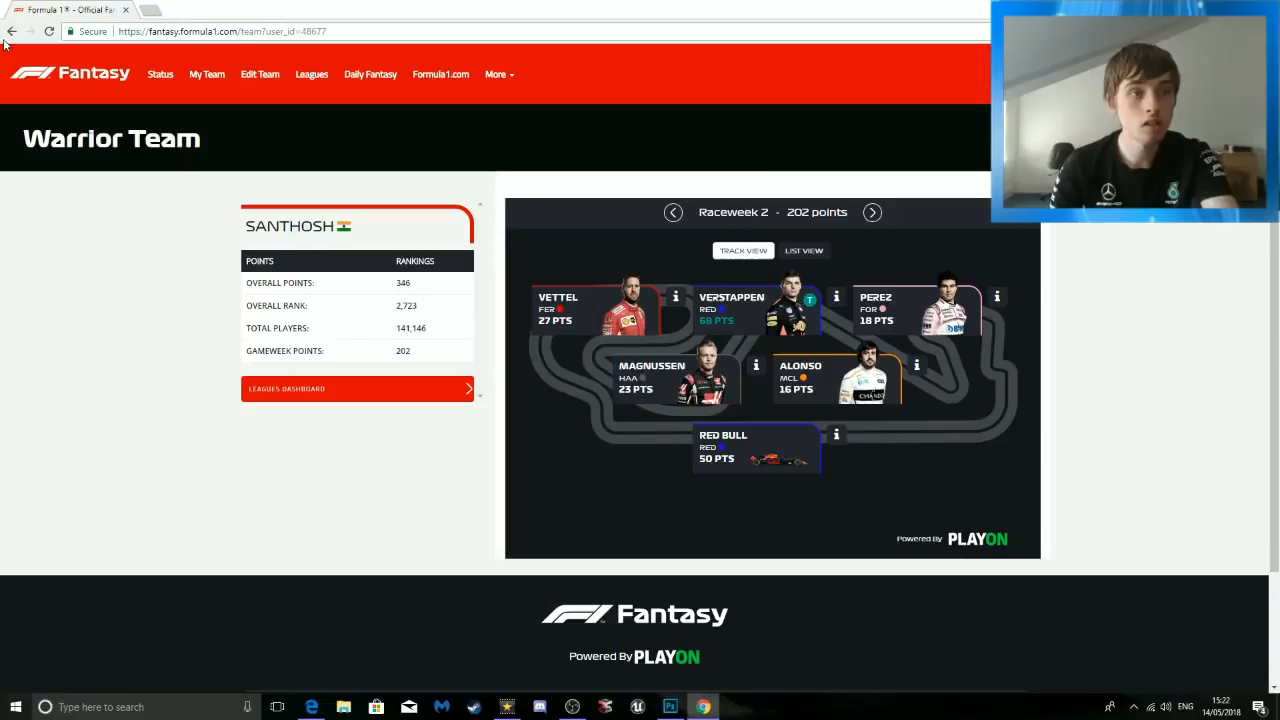 Formula 1® - Official Fan
Secure
https://fantasy.formula1.com/team?user_id=48677
F1 Fantasy
Status
My Team
Edit Team
Leagues
Daily Fantasy
Formula1.com
More
Warrior Team
SANTHOSH
POINTS RANKINGS
OVERALL POINTS: 346
OVERALL RANK: 2,723
TOTAL PLAYERS: 141,146
GAMEWEEK POINTS: 202
LEAGUES DASHBOARD
Raceweek 2 - 202 points
TRACK VIEW
LIST VIEW
VETTEL
FER
27 PTS
VERSTAPPEN
RED
68 PTS
T
PEREZ
FOR
18 PTS
MAGNUSSEN
HAA
23 PTS
ALONSO
MCL
16 PTS
RED BULL
RED
50 PTS
Powered By PLAYON
F1 Fantasy
Powered By PLAYON
Type here to search
ENG
15:22
14/05/2018